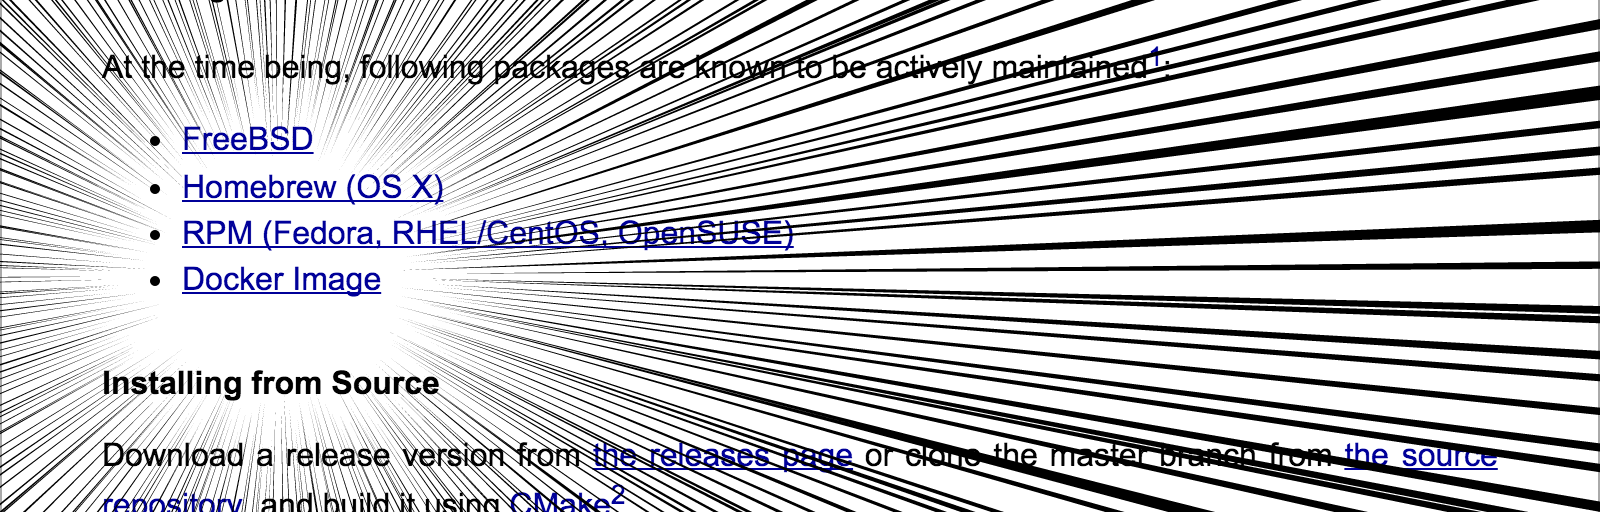 At the time being, following packages are known to be actively maintained1:
• FreeBSD
• Homebrew (OS X)
• RPM (Fedora, RHEL/CentOS, OpenSUSE)
• Docker Image
Installing from Source
Download a release version from the releases page or clone the master branch from the source
repository, and build it using CMake2